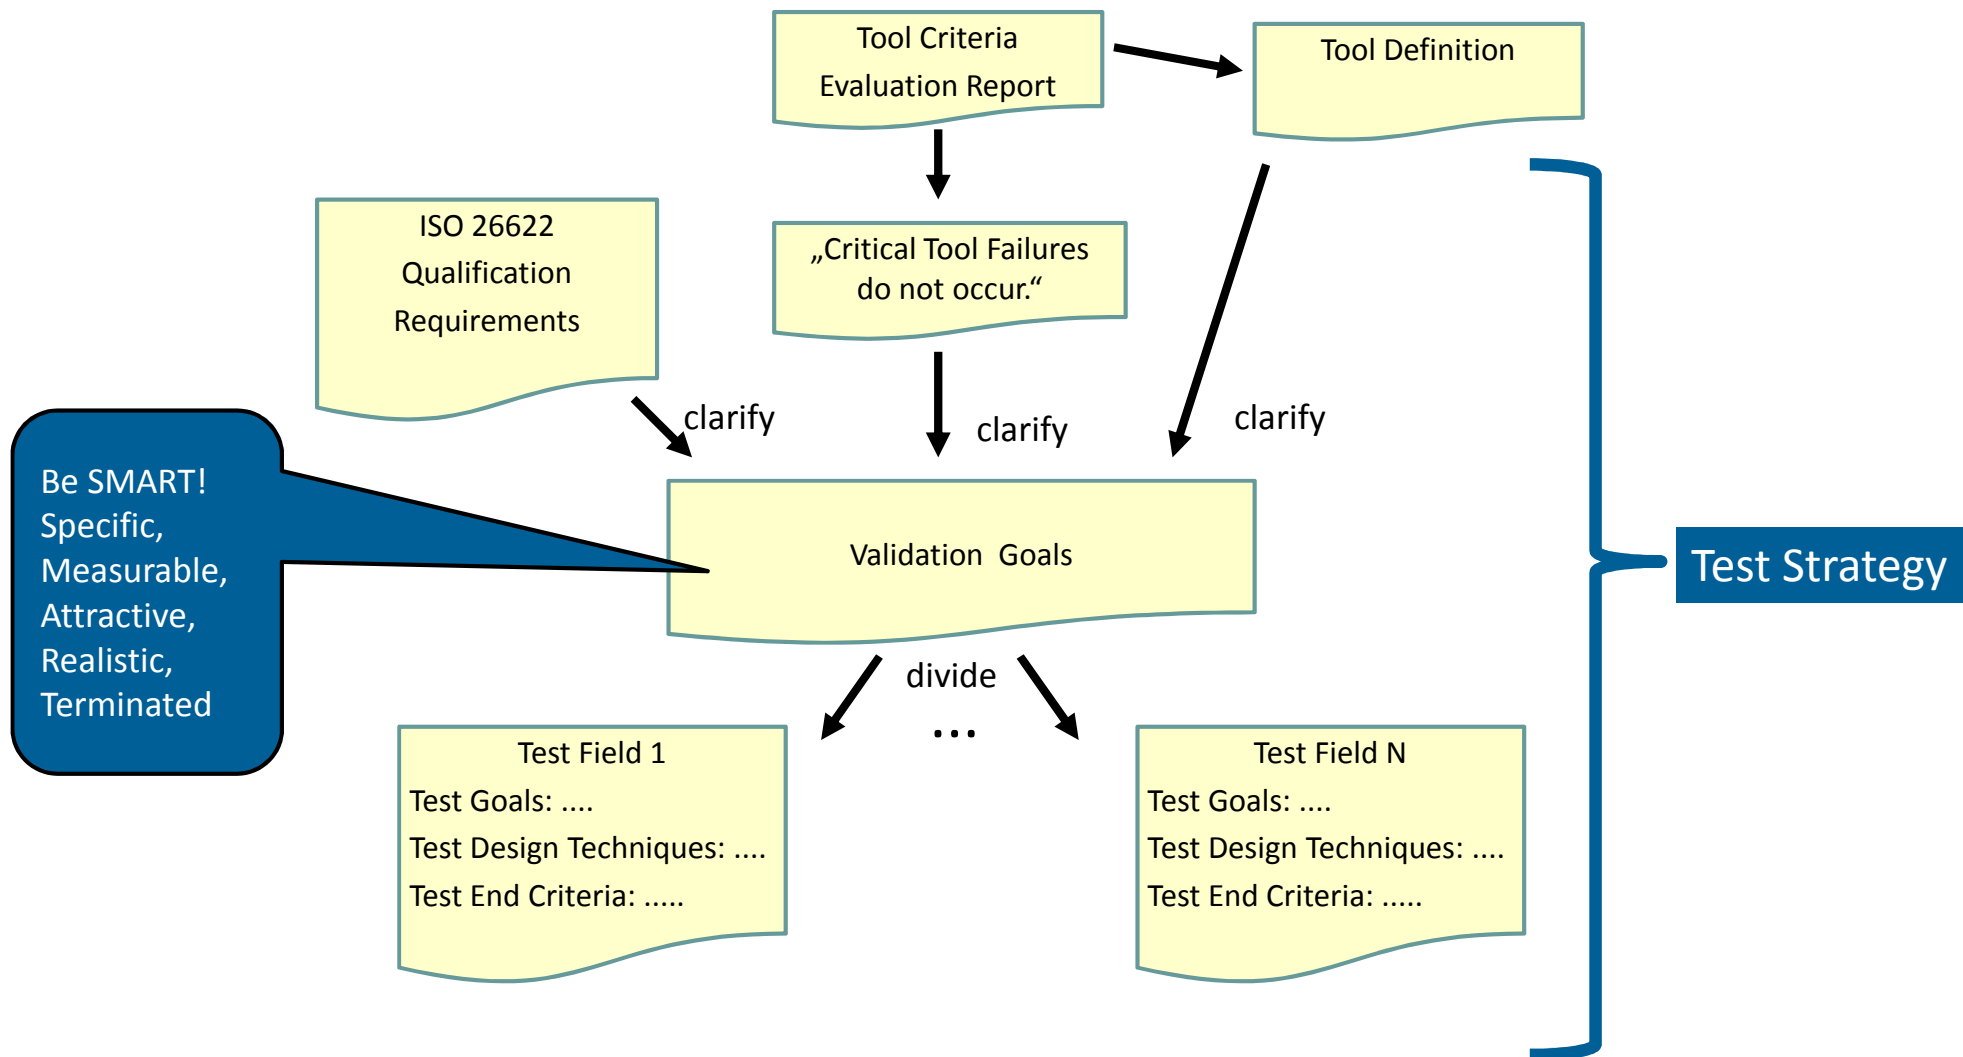 Tool Criteria
Evaluation Report
Tool Definition
ISO 26622
Qualification
Requirements
„Critical Tool Failures
do not occur.“
clarify
clarify
clarify
Be SMART!
Specific,
Measurable,
Attractive,
Realistic,
Terminated
Validation  Goals
Test Strategy
divide
...
Test Field 1
Test Goals: ....
Test Design Techniques: ....
Test End Criteria: .....
Test Field N
Test Goals: ....
Test Design Techniques: ....
Test End Criteria: .....